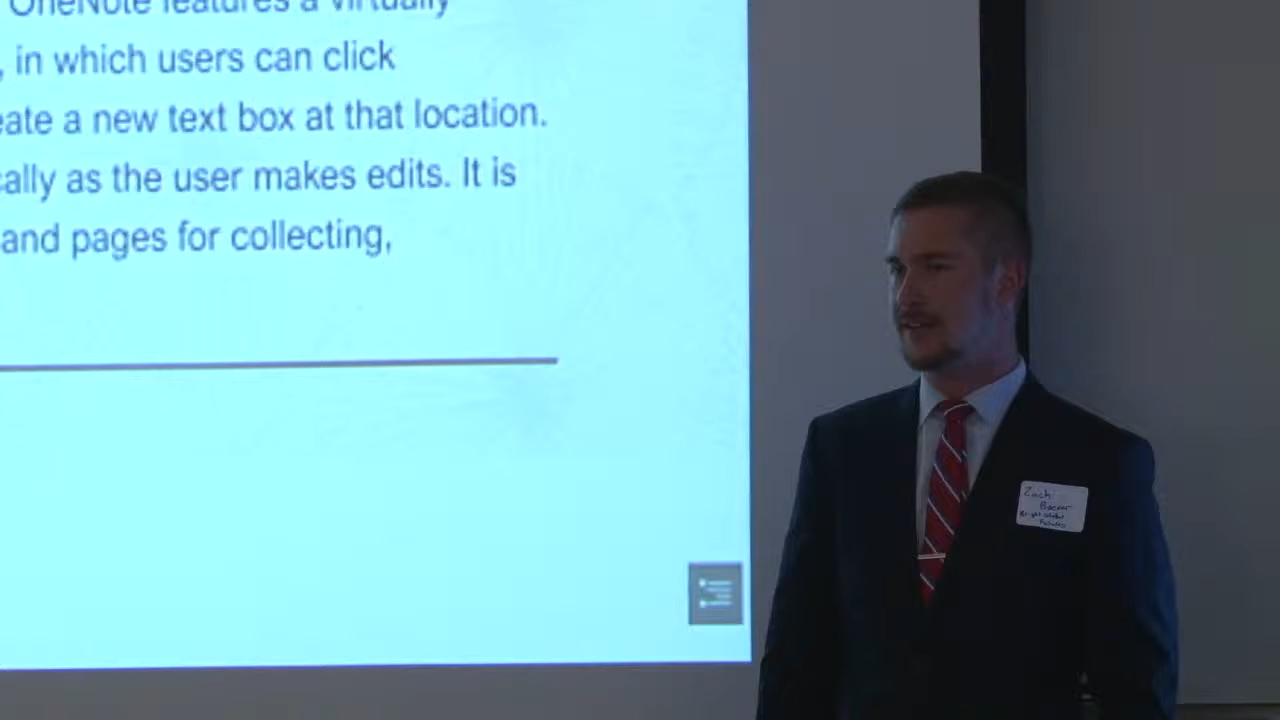 OneNote features a virtually
, in which users can click
eate a new text box at that location.
cally as the user makes edits. It is
and pages for collecting,
Zach